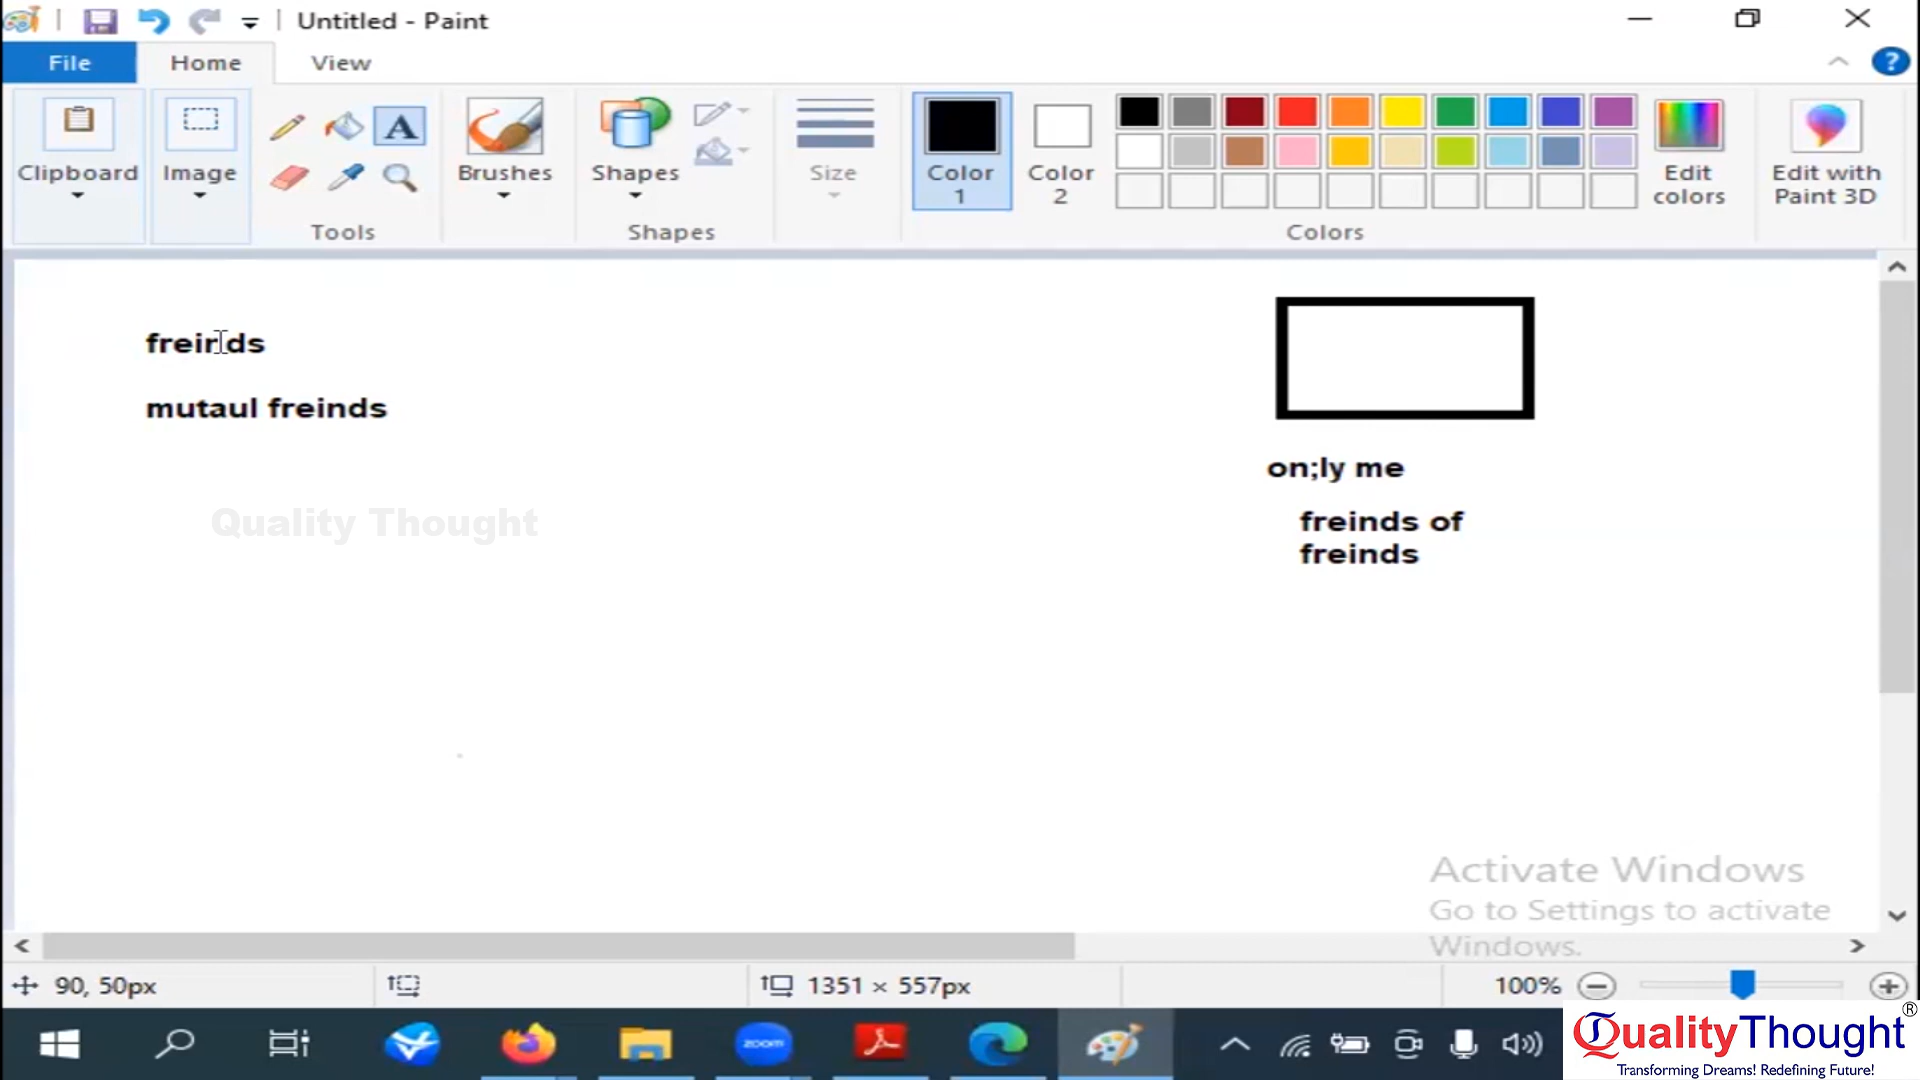 Untitled - Paint
File Home View
Clipboard Image Tools Brushes Shapes Shapes Size Color 1 Color 2 Colors Edit colors Edit with Paint 3D
freinds
mutaul freinds
on;ly me
freinds of
freinds
Quality Thought
Activate Windows
Go to Settings to activate
Windows.
90, 50px 1351 × 557px 100%
zoom
QualityThought ®
Transforming Dreams! Redefining Future!